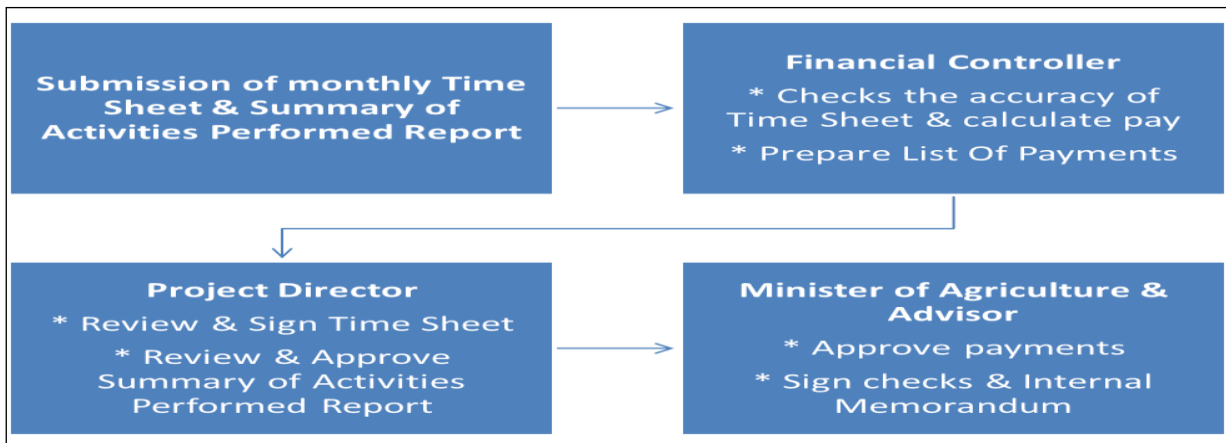 Submission of monthly Time
Sheet & Summary of
Activities Performed Report
Financial Controller
* Checks the accuracy of
Time Sheet & calculate pay
* Prepare List Of Payments
Project Director
* Review & Sign Time Sheet
* Review & Approve
Summary of Activities
Performed Report
Minister of Agriculture &
Advisor
* Approve payments
* Sign checks & Internal
Memorandum